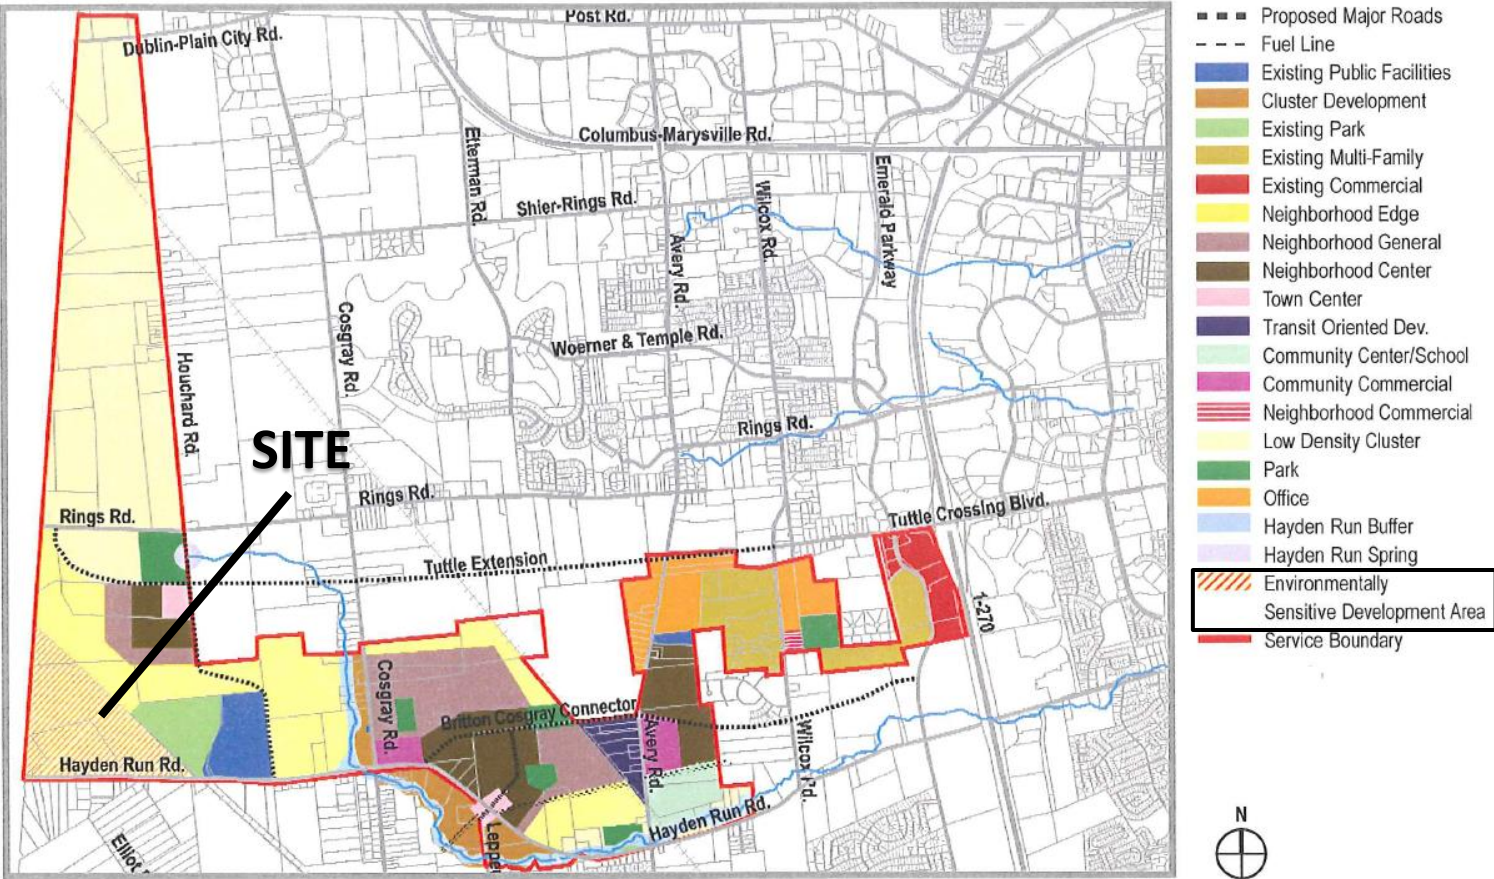 Post Rd.
Dublin-Plain City Rd.
Columbus-Marysville Rd.
Eiterman Rd.
Emerald Parkway
Wilcox Rd.
Shier-Rings Rd.
Avery Rd.
Cosgray Rd.
Woerner & Temple Rd.
Houchard Rd.
SITE
Rings Rd.
Rings Rd.
Rings Rd.
Tuttle Crossing Blvd.
Tuttle Extension
1-270
Cosgray Rd.
Britton Cosgray Connector
Avery Rd.
Wilcox Rd.
Hayden Run Rd.
Hayden Run Rd.
Elliot
Leppe
Proposed Major Roads
Fuel Line
Existing Public Facilities
Cluster Development
Existing Park
Existing Multi-Family
Existing Commercial
Neighborhood Edge
Neighborhood General
Neighborhood Center
Town Center
Transit Oriented Dev.
Community Center/School
Community Commercial
Neighborhood Commercial
Low Density Cluster
Park
Office
Hayden Run Buffer
Hayden Run Spring
Environmentally
Sensitive Development Area
Service Boundary
N